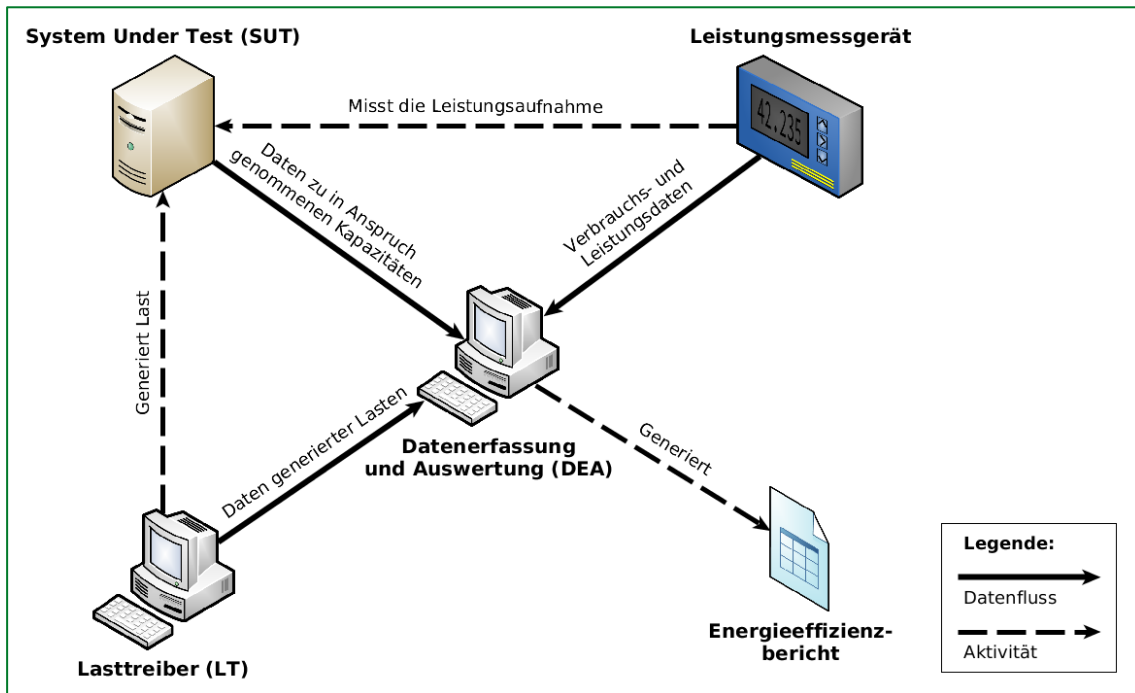 System Under Test (SUT)
Leistungsmessgerät
Misst die Leistungsaufnahme
42.235
Daten zu in Anspruch
genommenen Kapazitäten
Verbrauchs- und
Leistungsdaten
Generiert Last
Daten generierter Lasten
Datenerfassung
und Auswertung (DEA)
Generiert
Lasttreiber (LT)
Energieeffizienz-
bericht
Legende:
Datenfluss
Aktivität